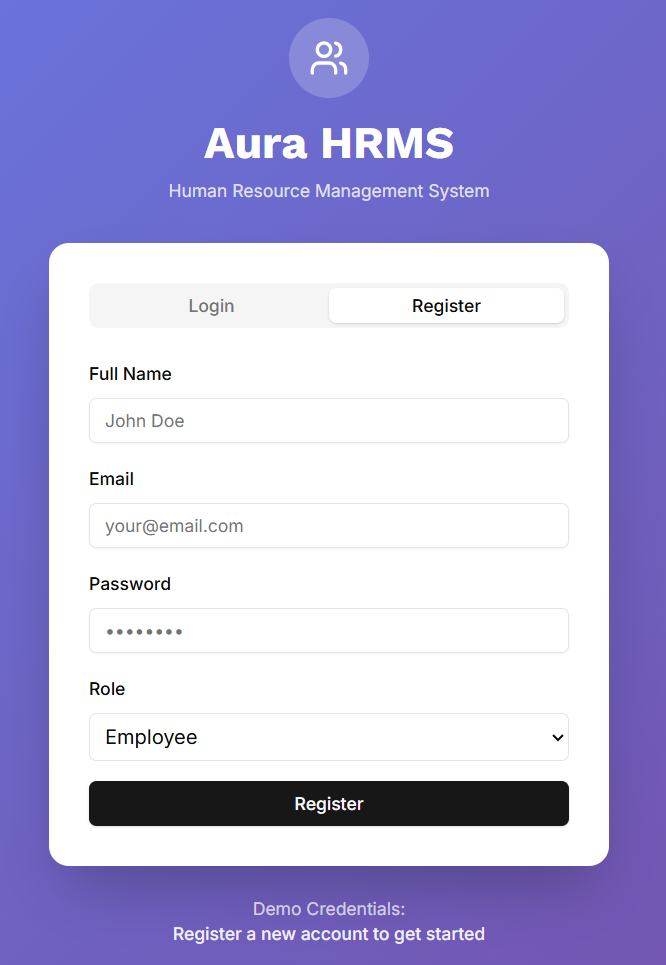 Aura HRMS
Human Resource Management System
Login
Register
Full Name
John Doe
Email
your@email.com
Password
••••••••
Role
Employee
Register
Demo Credentials:
Register a new account to get started